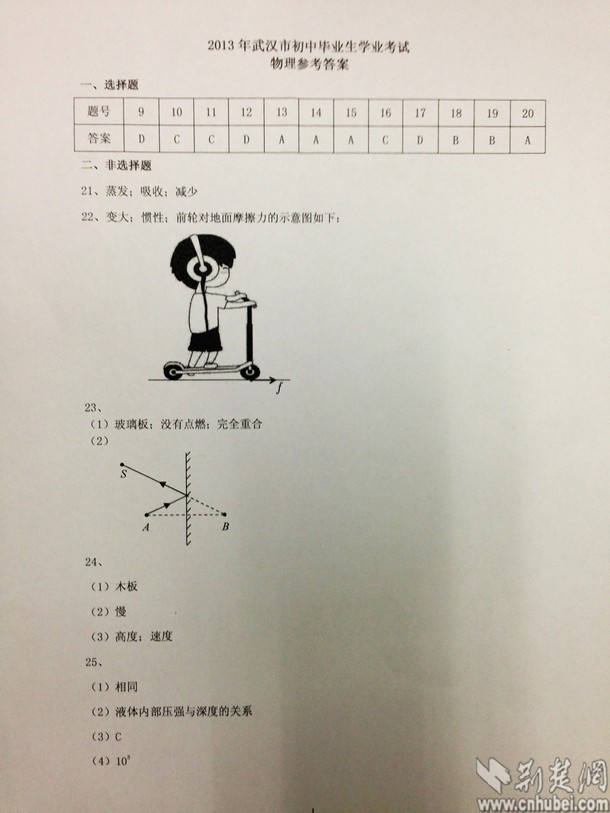 2013 年武汉市初中毕业生学业考试
物理参考答案
一、选择题
题号 9 10 11 12 13 14 15 16 17 18 19 20
答案 D C C D A A A C D B B A
二、非选择题
21、蒸发；吸收；减少
22、变大；惯性；前轮对地面摩擦力的示意图如下：
f
23、
（1）玻璃板；没有点燃；完全重合
（2）
S
A B
24、
（1）木板
（2）慢
（3）高度；速度
25、
（1）相同
（2）液体内部压强与深度的关系
（3）C
（4）10
荆楚网
www.cnhubei.com